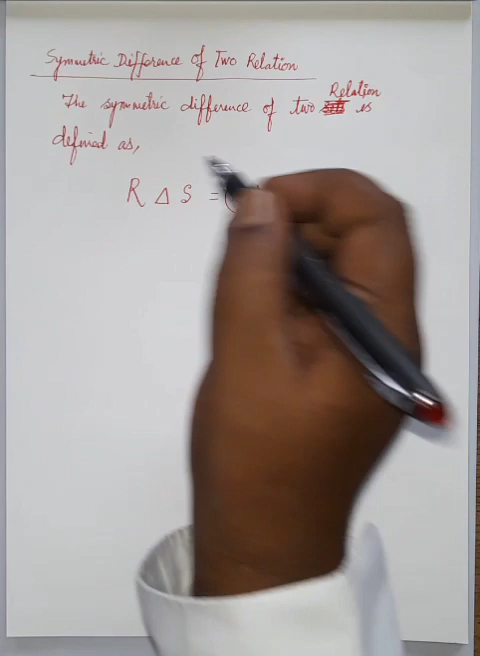 Symmetric Difference of Two Relation
The symmetric difference of two Relation is
defined as,
R Δ S = (